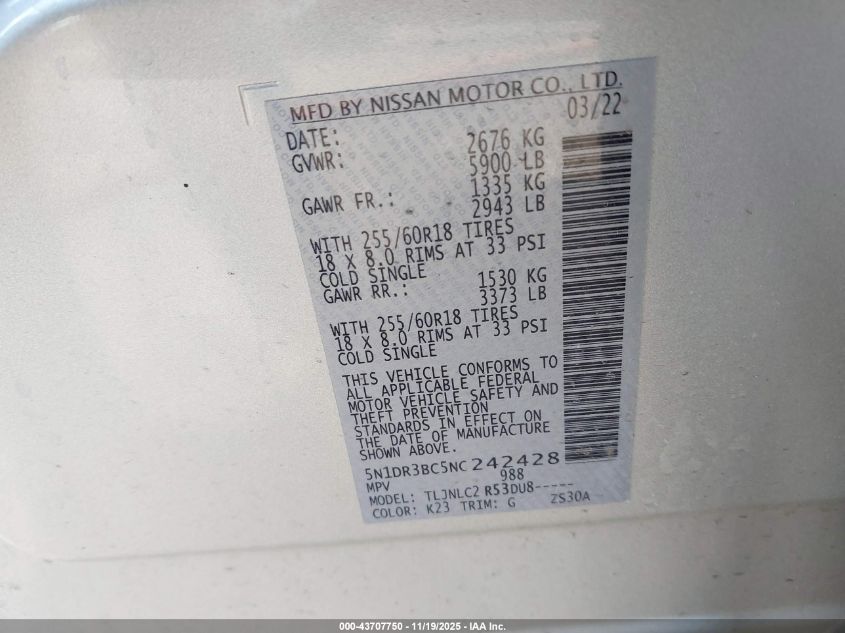 MFD BY NISSAN MOTOR CO., LTD.
DATE: 03/22
GVWR: 2676 KG
5900 LB
GAWR FR.: 1335 KG
2943 LB
WITH 255/60R18 TIRES
18 X 8.0 RIMS AT 33 PSI
COLD SINGLE
GAWR RR.: 1530 KG
3373 LB
WITH 255/60R18 TIRES
18 X 8.0 RIMS AT 33 PSI
COLD SINGLE
THIS VEHICLE CONFORMS TO
ALL APPLICABLE FEDERAL
MOTOR VEHICLE SAFETY AND
THEFT PREVENTION
STANDARDS IN EFFECT ON
THE DATE OF MANUFACTURE
SHOWN ABOVE.
5N1DR3BC5NC242428
MPV 988
MODEL: TLJNLC2 R53DU8-----
COLOR: K23 TRIM: G ZS30A
000-43707750 - 11/19/2025 - IAA Inc.